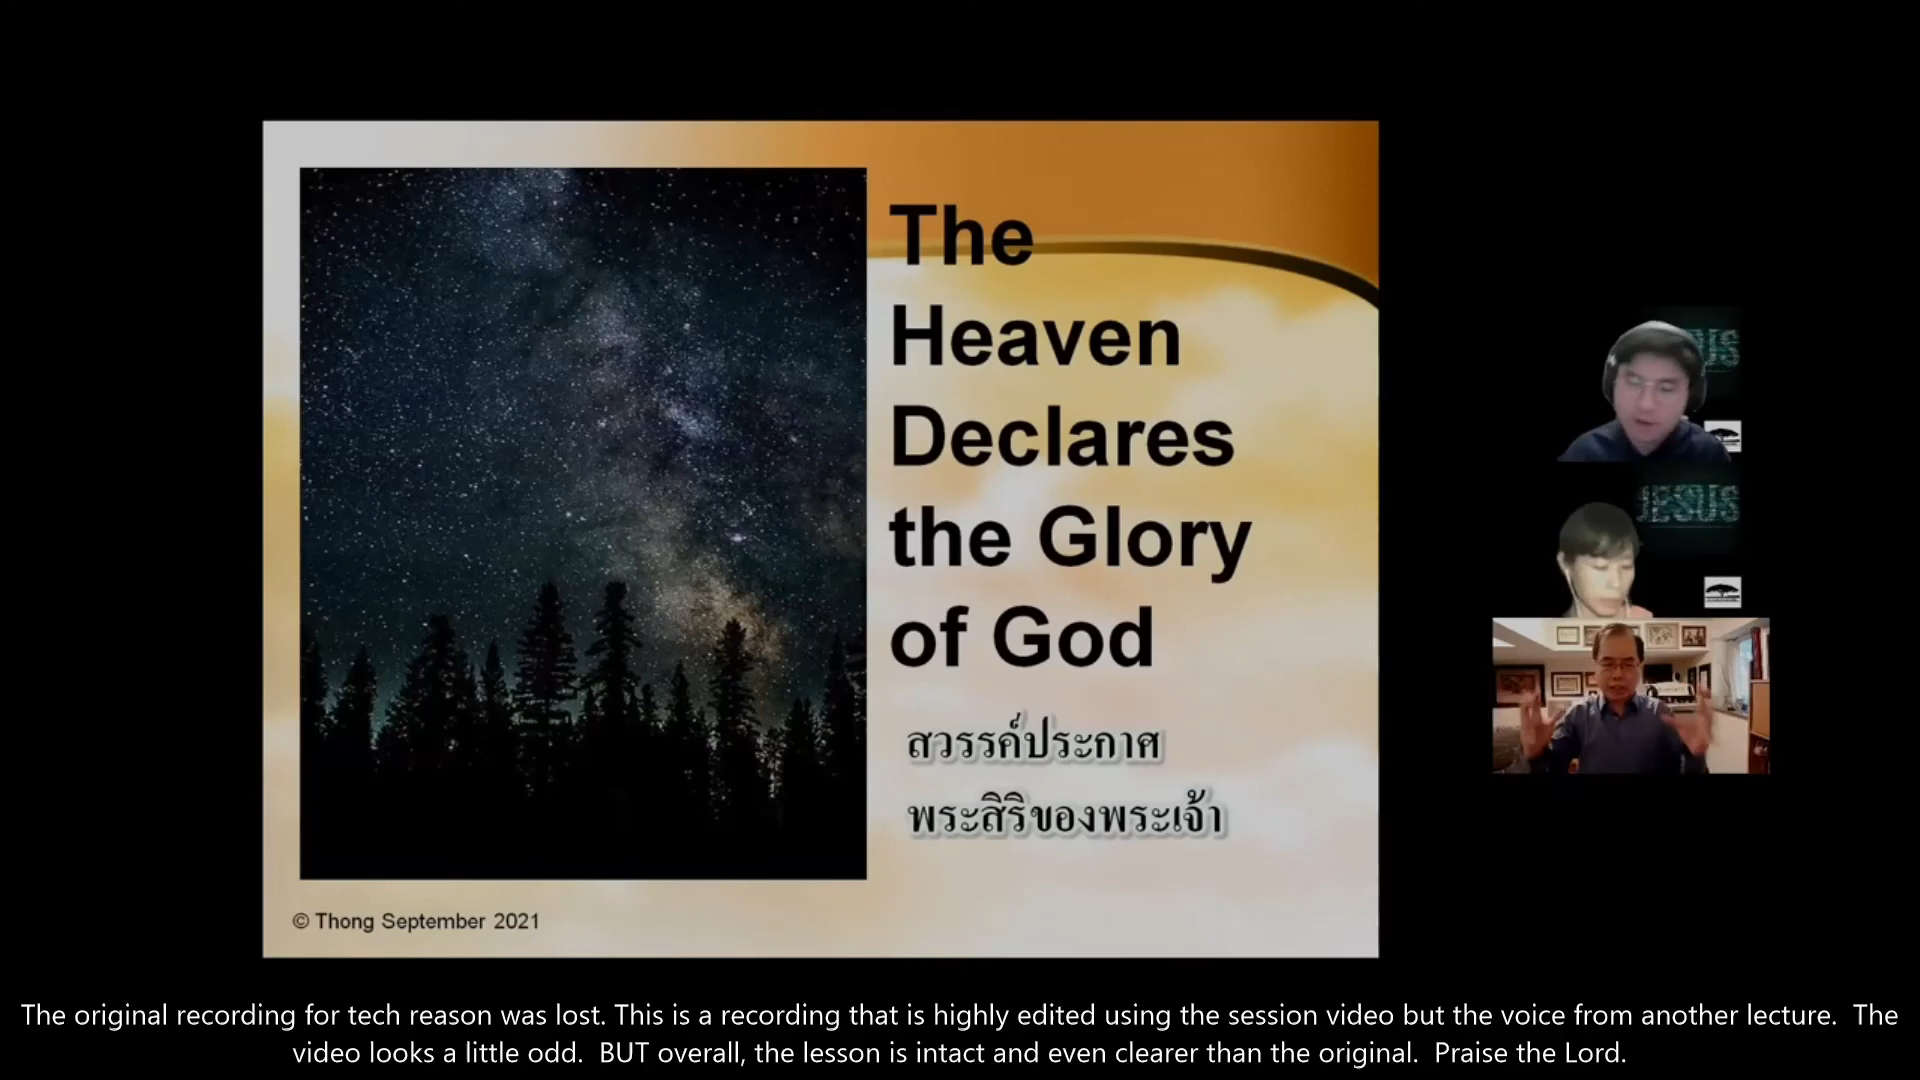 The
Heaven
Declares
the Glory
of God
สวรรค์ประกาศ
พระสิริของพระเจ้า
© Thong September 2021
JESUS
The original recording for tech reason was lost. This is a recording that is highly edited using the session video but the voice from another lecture.  The
video looks a little odd.  BUT overall, the lesson is intact and even clearer than the original.  Praise the Lord.